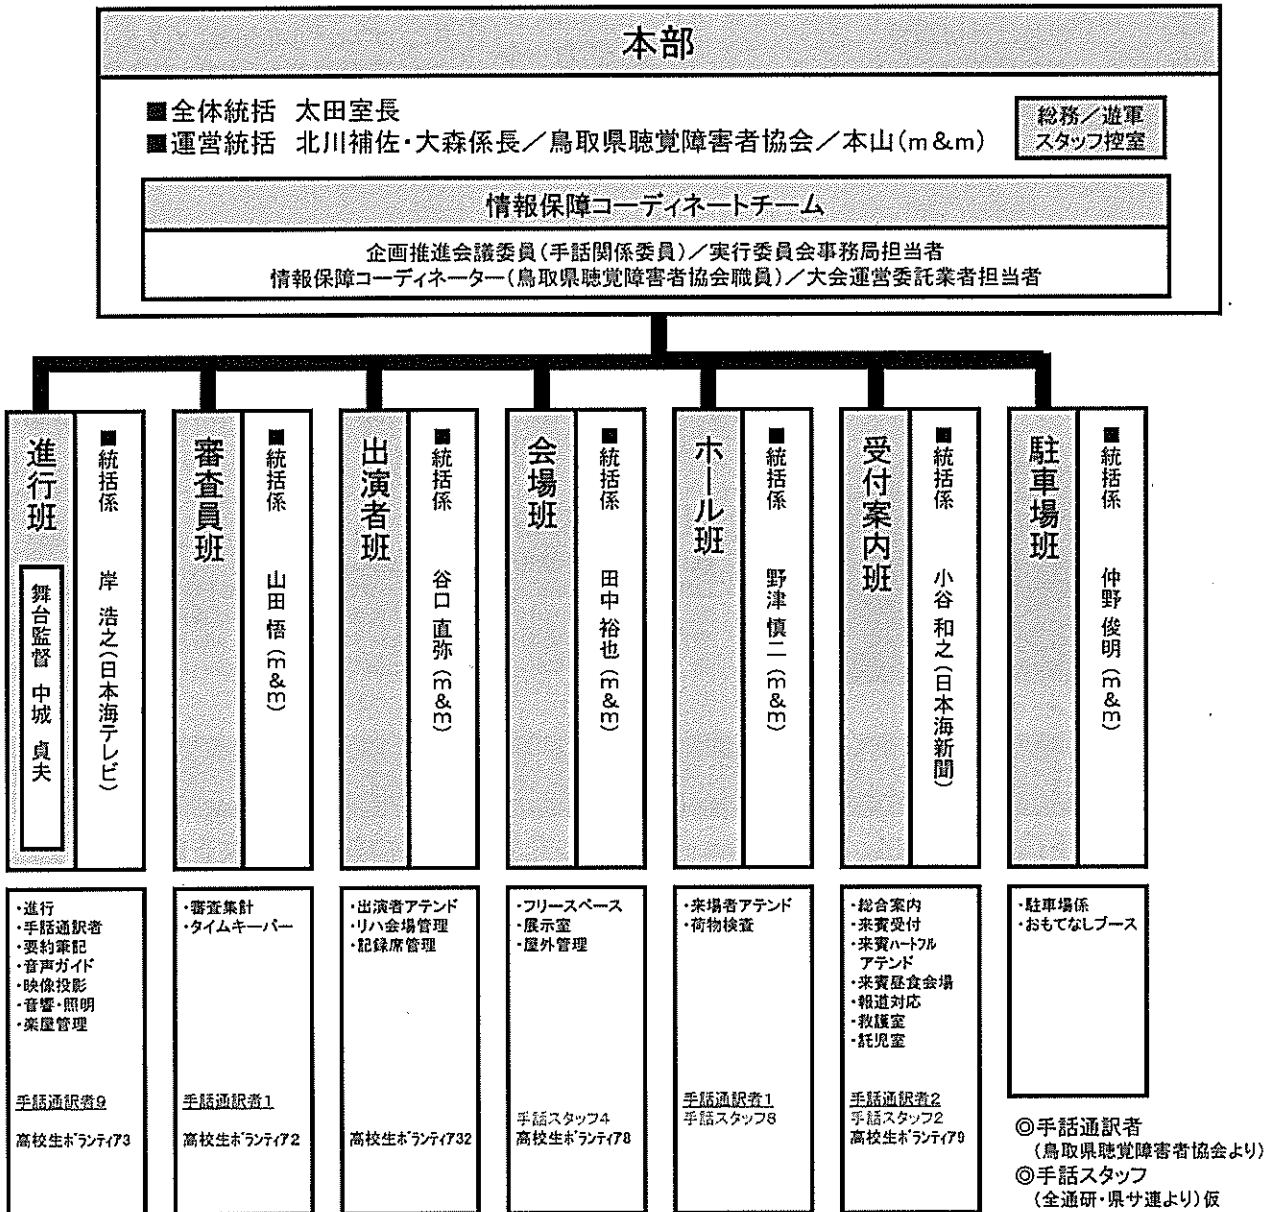 本部
■全体統括 太田室長
■運営統括 北川補佐・大森係長／鳥取県聴覚障害者協会／本山(m&m)
総務／遊軍
スタッフ控室
情報保障コーディネートチーム
企画推進会議委員(手話関係委員)／実行委員会事務局担当者
情報保障コーディネーター(鳥取県聴覚障害者協会職員)／大会運営委託業者担当者
進行班
舞台監督 中城 貞夫
■統括係 岸 浩之(日本海テレビ)
審査員班
■統括係 山田 悟(m&m)
出演者班
■統括係 谷口 直弥(m&m)
会場班
■統括係 田中 裕也(m&m)
ホール班
■統括係 野津 慎二(m&m)
受付案内班
■統括係 小谷 和之(日本海新聞)
駐車場班
■統括係 仲野 俊明(m&m)
・進行
・手話通訳者
・要約筆記
・音声ガイド
・映像投影
・音響・照明
・楽屋管理
手話通訳者9
高校生ボランティア3
・審査集計
・タイムキーパー
手話通訳者1
高校生ボランティア2
・出演者アテンド
・リハ会場管理
・記録席管理
高校生ボランティア32
・フリースペース
・展示室
・屋外管理
手話スタッフ4
高校生ボランティア8
・来場者アテンド
・荷物検査
手話通訳者1
手話スタッフ8
・総合案内
・来賓受付
・来賓ハートフル
アテンド
・来賓昼食会場
・報道対応
・救護室
・託児室
手話通訳者2
手話スタッフ2
高校生ボランティア9
・駐車場係
・おもてなしブース
◎手話通訳者
(鳥取県聴覚障害者協会より)
◎手話スタッフ
(全通研・県サ連より)仮